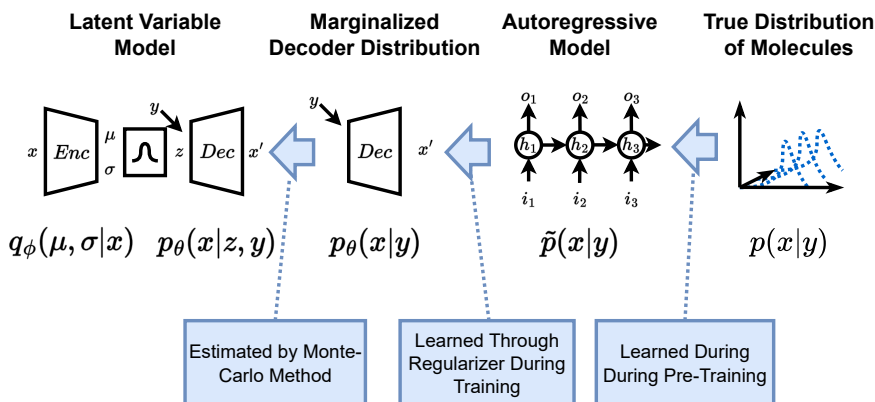 Latent Variable
Model
Marginalized
Decoder Distribution
Autoregressive
Model
True Distribution
of Molecules
x
Enc
μ
σ
y
z
Dec
x′
y
Dec
x′
o₁
o₂
o₃
h₁
h₂
h₃
i₁
i₂
i₃
qϕ(μ, σ|x)
pθ(x|z, y)
pθ(x|y)
p̃(x|y)
p(x|y)
Estimated by Monte-
Carlo Method
Learned Through
Regularizer During
Training
Learned During
During Pre-Training